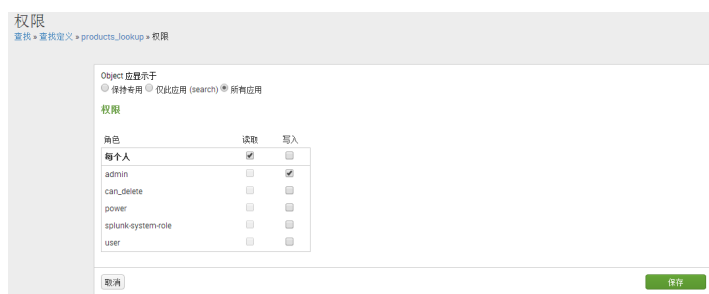 权限
查找 » 查找定义 » products_lookup » 权限
Object 应显示于
保持专用 仅此应用 (search) 所有应用
权限
角色 读取 写入
每个人
admin
can_delete
power
splunk-system-role
user
取消 保存